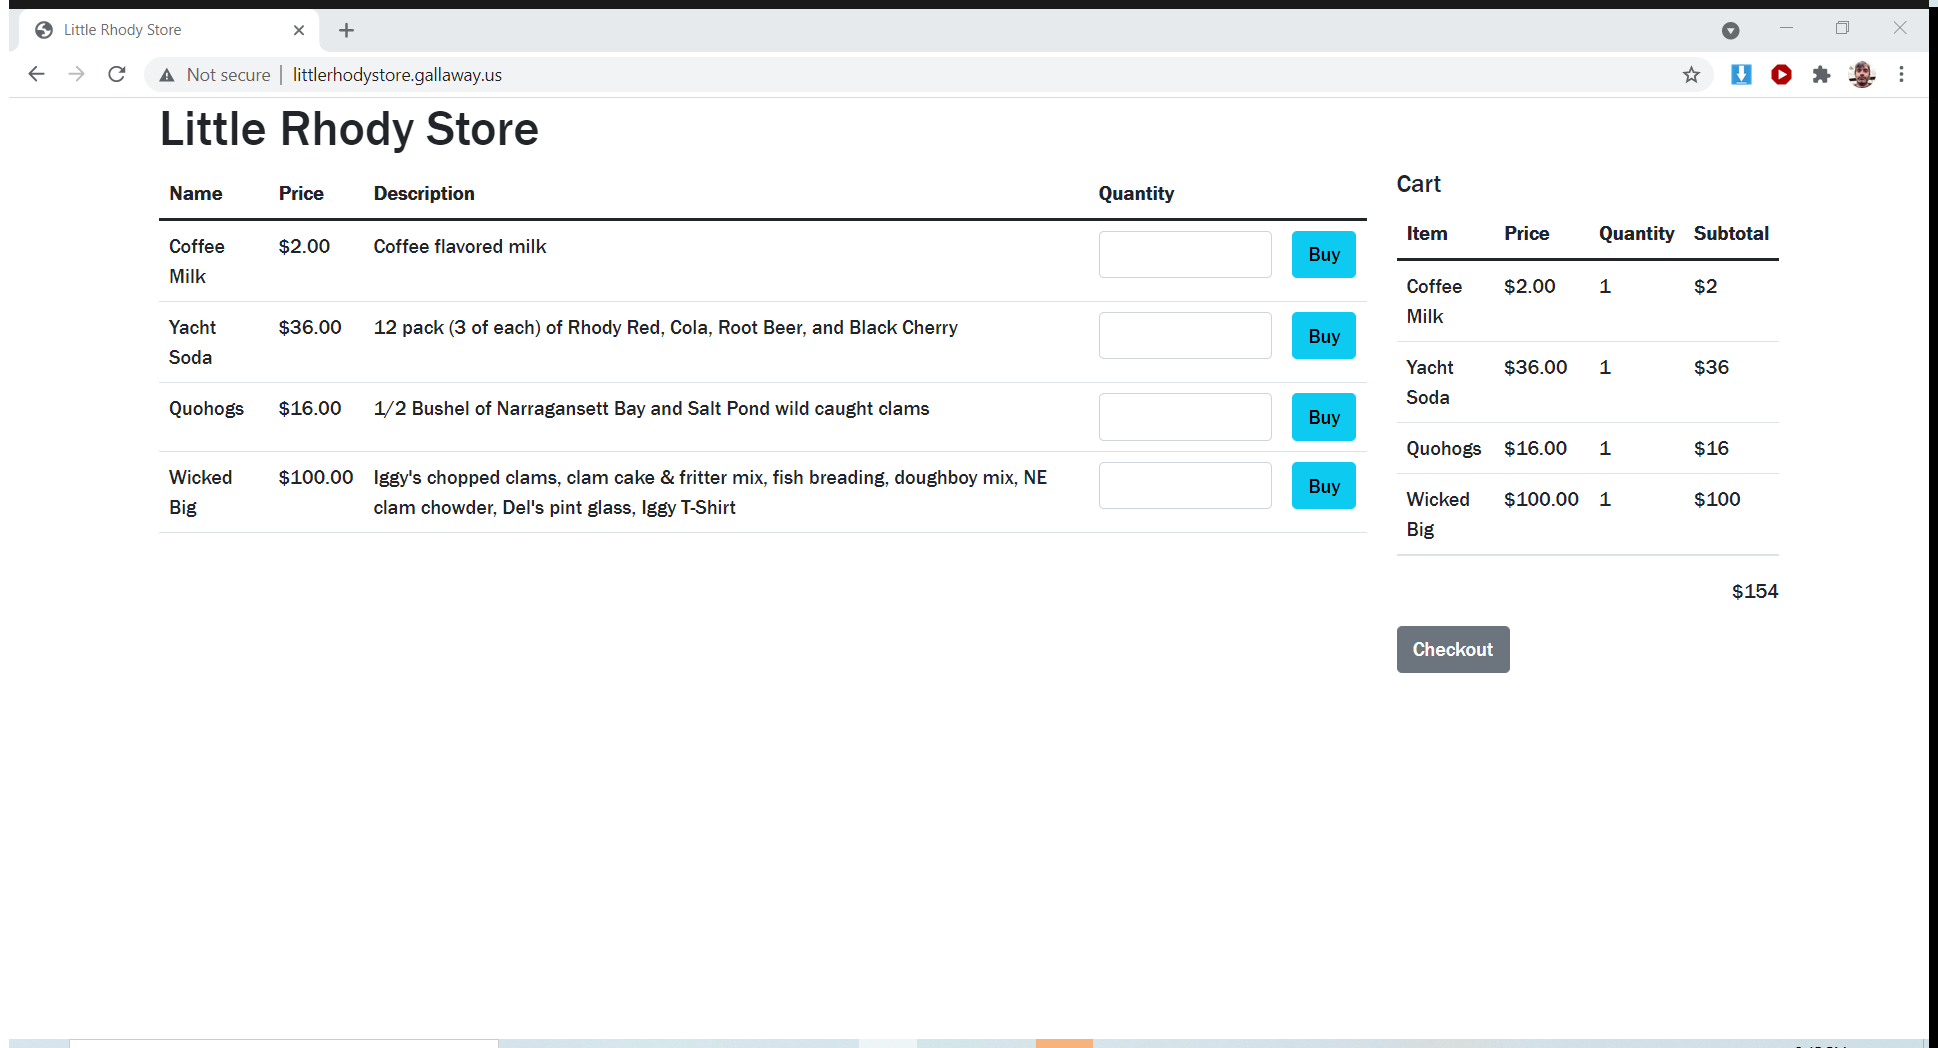 Little Rhody Store
Not secure | littlerhodystore.gallaway.us
Little Rhody Store
Name Price Description Quantity
Coffee Milk $2.00 Coffee flavored milk Buy
Yacht Soda $36.00 12 pack (3 of each) of Rhody Red, Cola, Root Beer, and Black Cherry Buy
Quohogs $16.00 1/2 Bushel of Narragansett Bay and Salt Pond wild caught clams Buy
Wicked Big $100.00 Iggy's chopped clams, clam cake & fritter mix, fish breading, doughboy mix, NE
clam chowder, Del's pint glass, Iggy T-Shirt Buy
Cart
Item Price Quantity Subtotal
Coffee Milk $2.00 1 $2
Yacht Soda $36.00 1 $36
Quohogs $16.00 1 $16
Wicked Big $100.00 1 $100
$154
Checkout